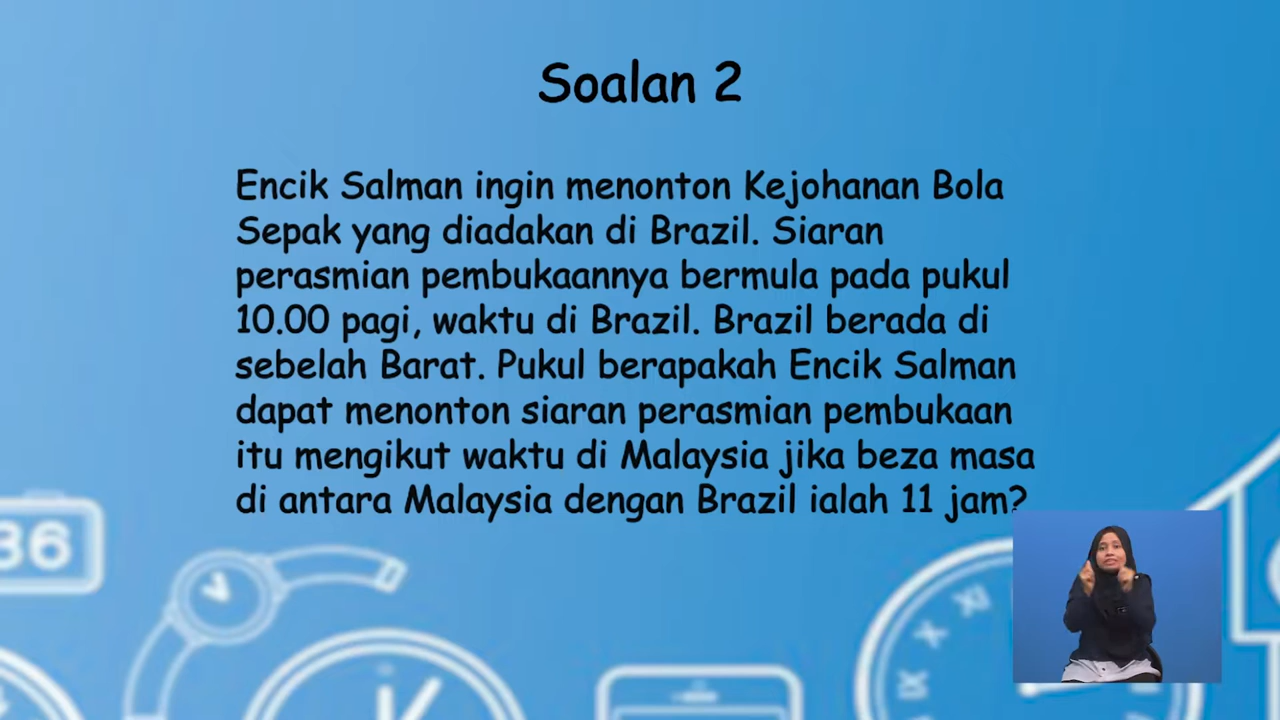 Soalan 2
Encik Salman ingin menonton Kejohanan Bola
Sepak yang diadakan di Brazil. Siaran
perasmian pembukaannya bermula pada pukul
10.00 pagi, waktu di Brazil. Brazil berada di
sebelah Barat. Pukul berapakah Encik Salman
dapat menonton siaran perasmian pembukaan
itu mengikut waktu di Malaysia jika beza masa
di antara Malaysia dengan Brazil ialah 11 jam?
36
XI
X
IX